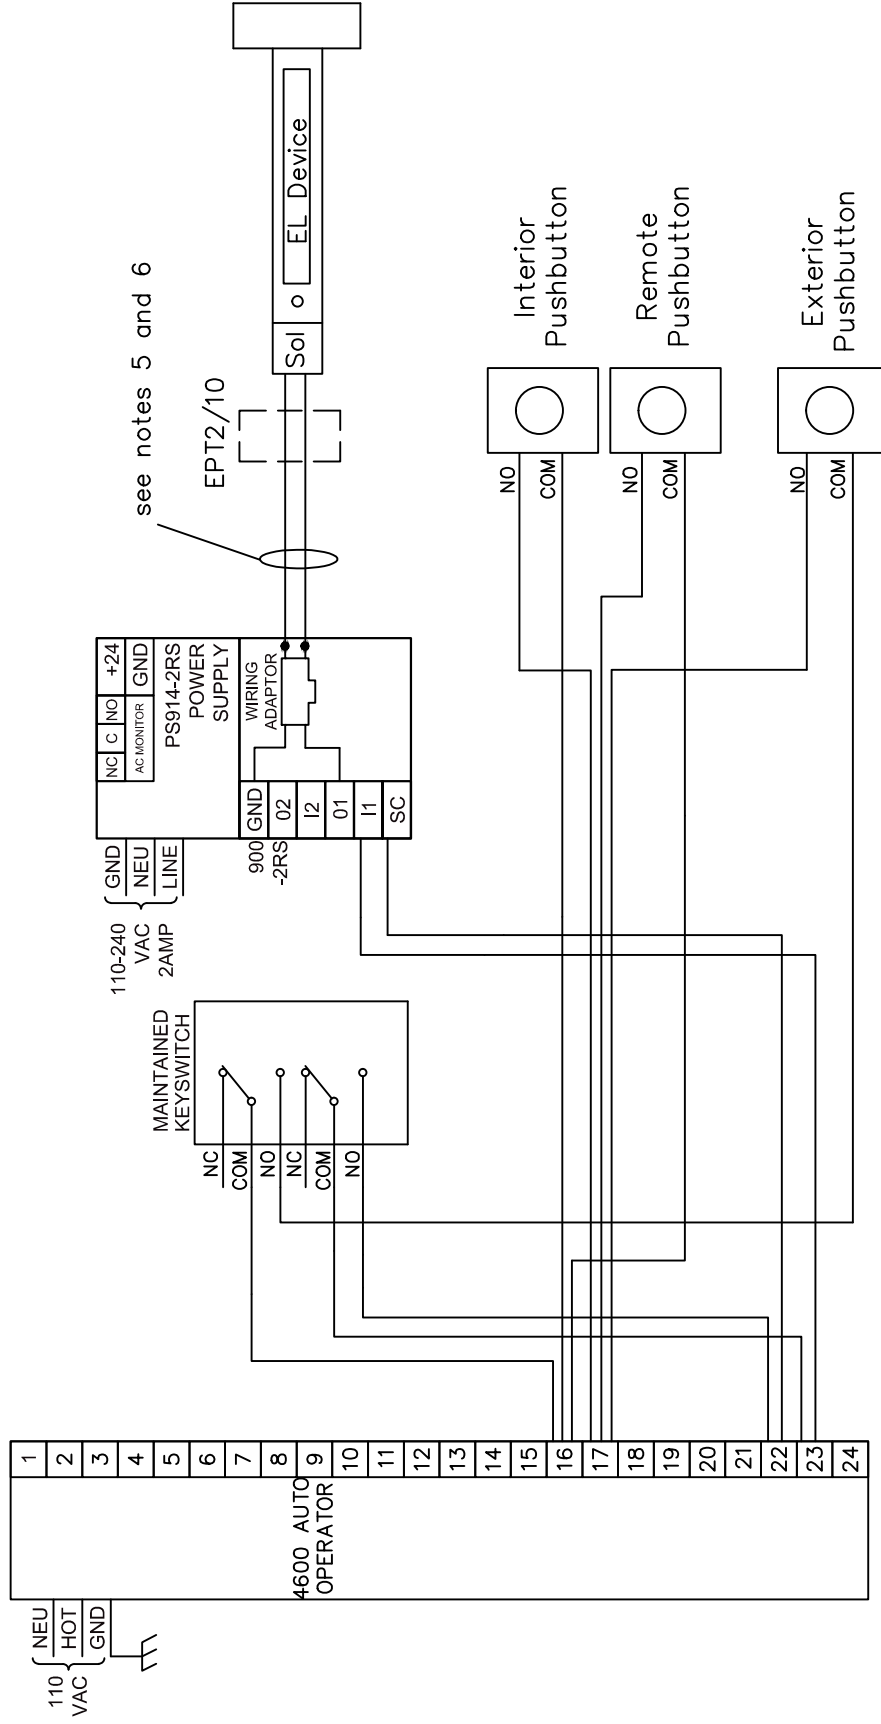 see notes 5 and 6
EPT2/10
Sol
EL Device
NC
C
NO
+24
AC MONITOR
GND
PS914-2RS
POWER
SUPPLY
WIRING
ADAPTOR
GND
02
I2
01
I1
SC
900
-2RS
GND
NEU
LINE
110-240
VAC
2AMP
MAINTAINED
KEYSWITCH
NC
COM
NO
NC
COM
NO
Interior
Pushbutton
NO
COM
Remote
Pushbutton
NO
COM
Exterior
Pushbutton
NO
COM
1
2
3
4
5
6
7
8
9
10
11
12
13
14
15
16
17
18
19
20
21
22
23
24
4600 AUTO
OPERATOR
NEU
HOT
GND
110
VAC